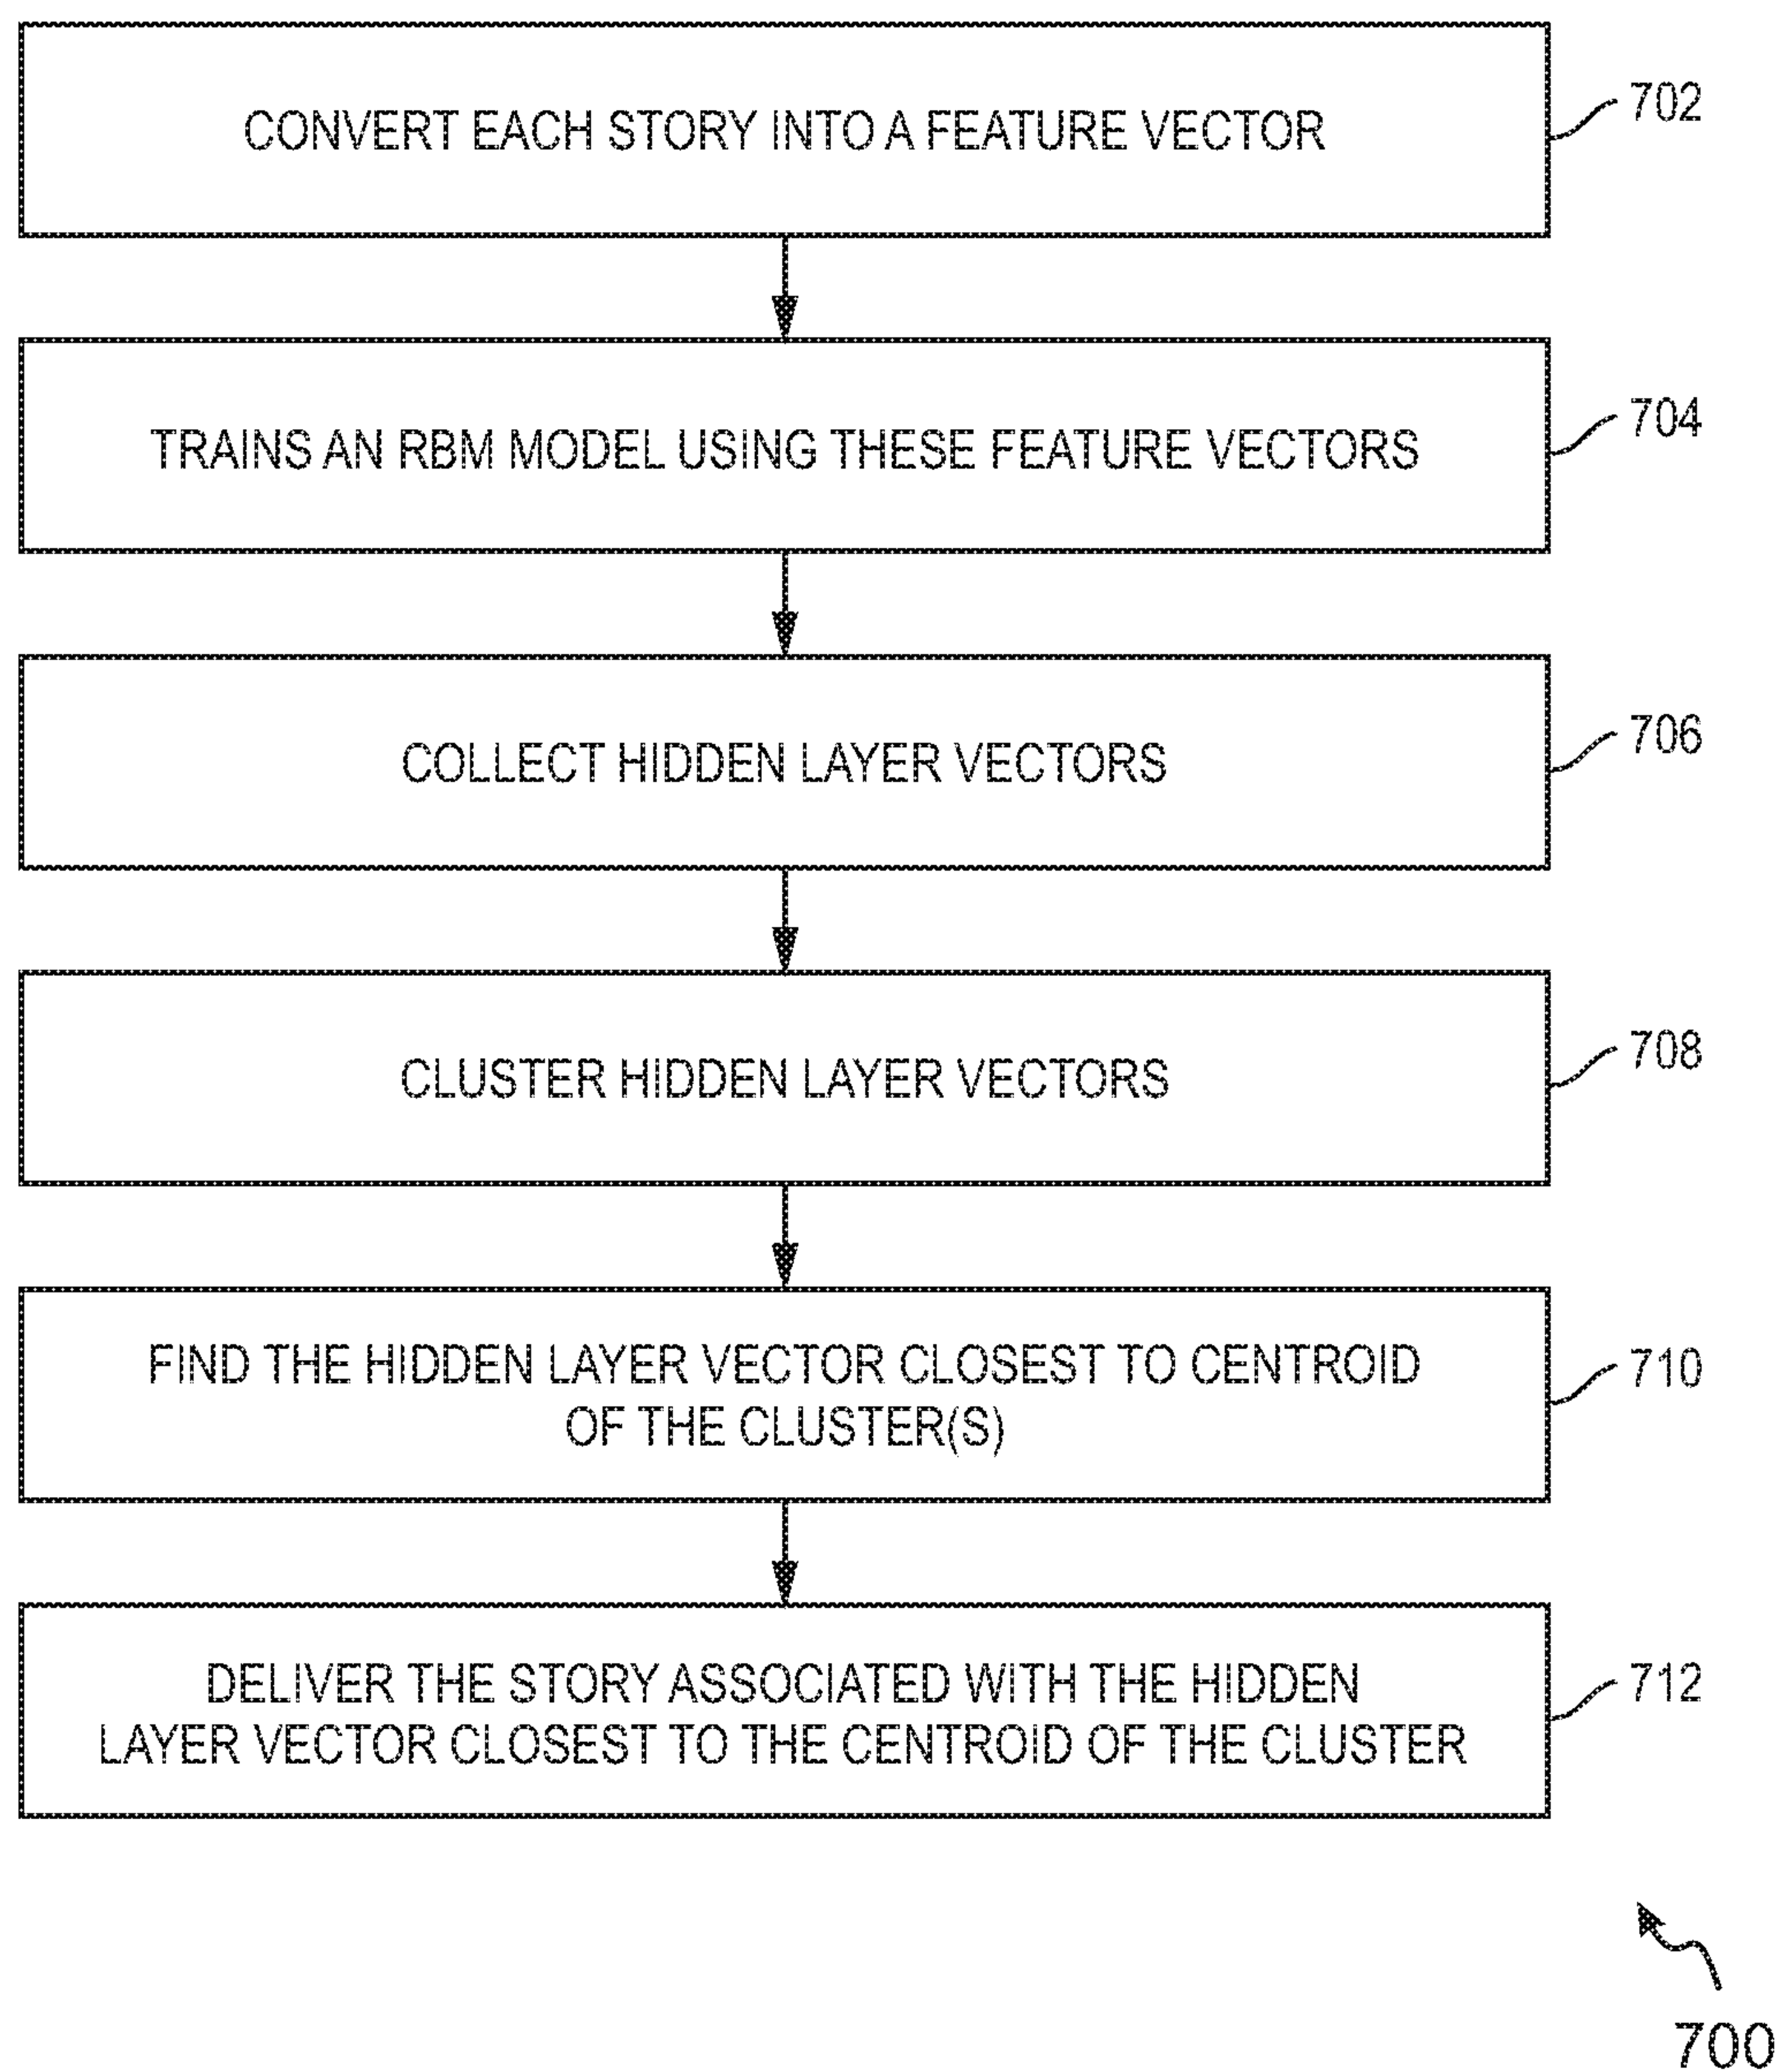 CONVERT EACH STORY INTO A FEATURE VECTOR
702
TRAINS AN RBM MODEL USING THESE FEATURE VECTORS
704
COLLECT HIDDEN LAYER VECTORS
706
CLUSTER HIDDEN LAYER VECTORS
708
FIND THE HIDDEN LAYER VECTOR CLOSEST TO CENTROID
OF THE CLUSTER(S)
710
DELIVER THE STORY ASSOCIATED WITH THE HIDDEN
LAYER VECTOR CLOSEST TO THE CENTROID OF THE CLUSTER
712
700